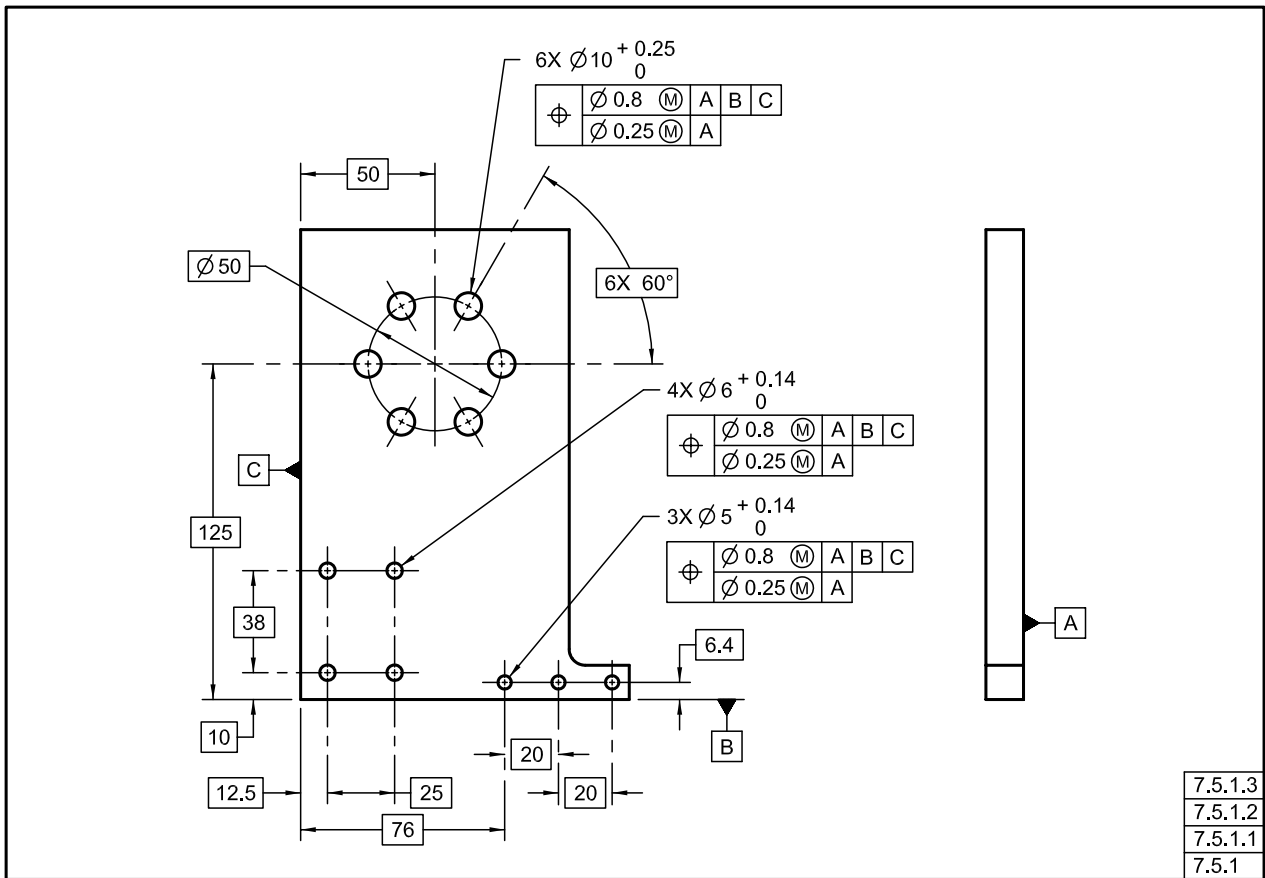 6X ⌀10 + 0.25
0
⌖ ⌀ 0.8 Ⓜ A B C
⌀ 0.25 Ⓜ A
50
⌀ 50
6X 60°
4X ⌀ 6 + 0.14
0
⌖ ⌀ 0.8 Ⓜ A B C
⌀ 0.25 Ⓜ A
C
3X ⌀ 5 + 0.14
0
⌖ ⌀ 0.8 Ⓜ A B C
⌀ 0.25 Ⓜ A
125
38
6.4
A
10
B
20
12.5
25
20
76
7.5.1.3
7.5.1.2
7.5.1.1
7.5.1